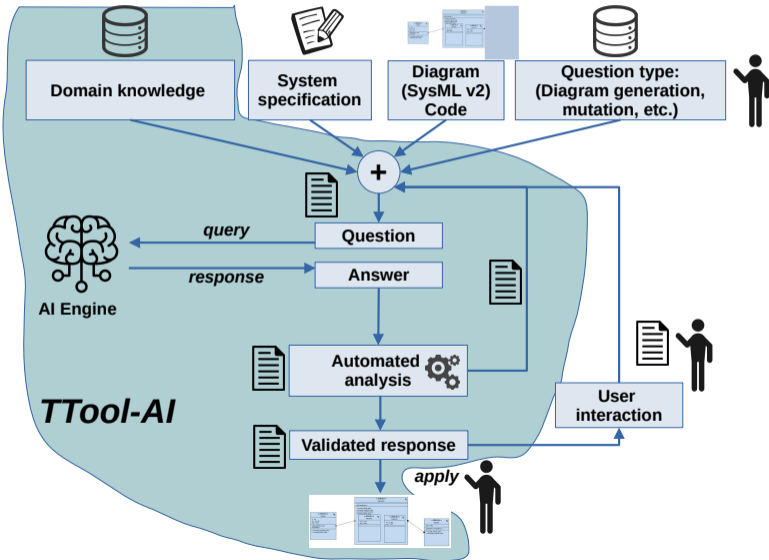 Domain knowledge
System
specification
Diagram
(SysML v2)
Code
Question type:
(Diagram generation,
mutation, etc.)
+
query
Question
response
Answer
AI Engine
Automated
analysis
TTool-AI
User
interaction
Validated response
apply